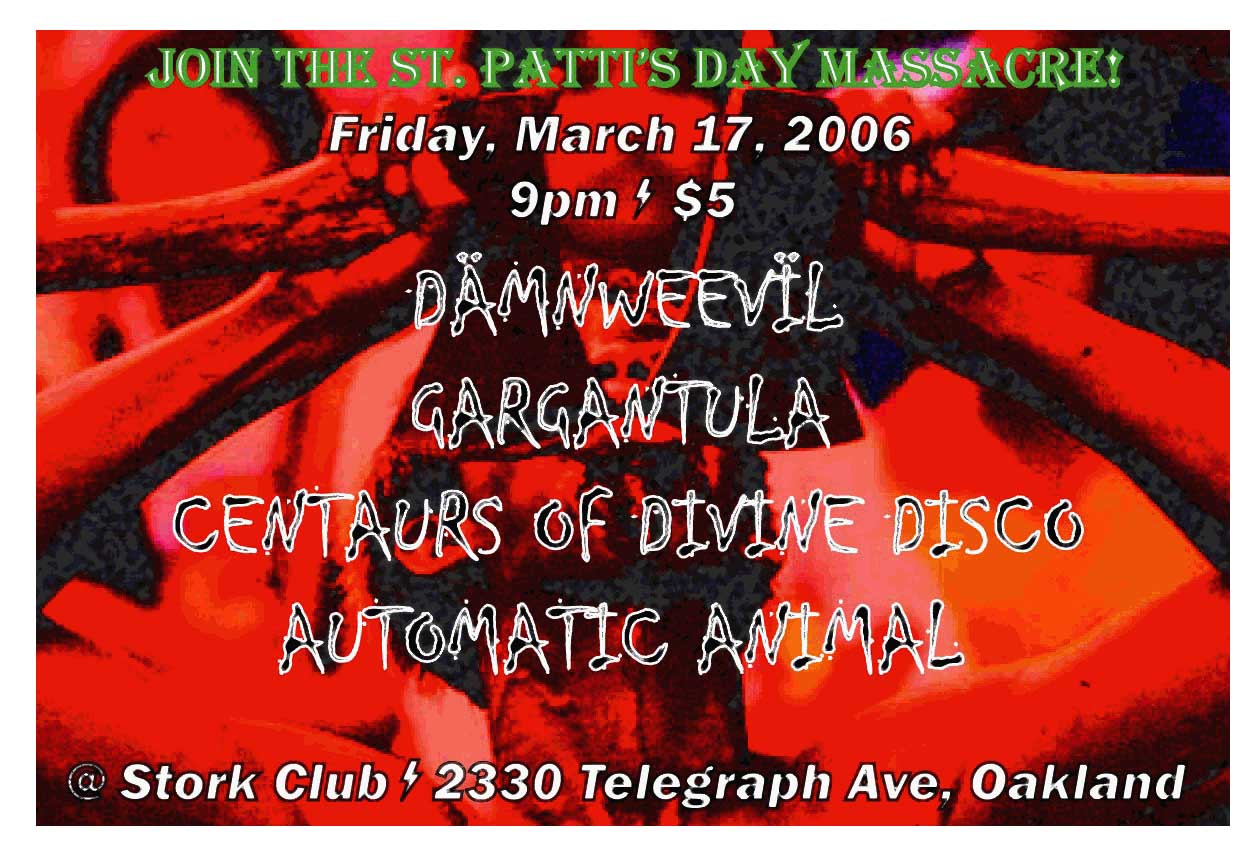 JOIN THE ST. PATTI'S DAY MASSACRE!
Friday, March 17, 2006
9pm $5
DÄMNWEEVÏL
GARGANTULA
CENTAURS OF DIVINE DISCO
AUTOMATIC ANIMAL
@ Stork Club 2330 Telegraph Ave, Oakland